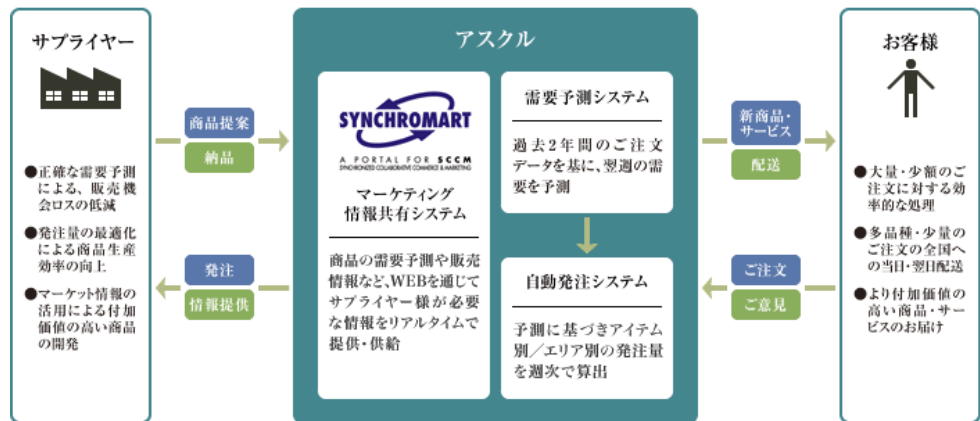 サプライヤー
●正確な需要予測
による、販売機
会ロスの低減
●発注量の最適化
による商品生産
効率の向上
●マーケット情報の
活用による付加
価値の高い商品
の開発
商品提案
納品
発注
情報提供
アスクル
SYNCHROMART
A PORTAL FOR SCCM
SYNCHRONIZED COLLABORATIVE COMMERCE & MARKETING
マーケティング
情報共有システム
商品の需要予測や販売
情報など、WEBを通じて
サプライヤー様が必要
な情報をリアルタイムで
提供・供給
需要予測システム
過去2年間のご注文
データを基に、翌週の需
要を予測
自動発注システム
予測に基づきアイテム
別／エリア別の発注量
を週次で算出
新商品・
サービス
配送
ご注文
ご意見
お客様
●大量・少額のご
注文に対する効
率的な処理
●多品種・少量の
ご注文の全国へ
の当日・翌日配送
●より付加価値の
高い商品・サー
ビスのお届け